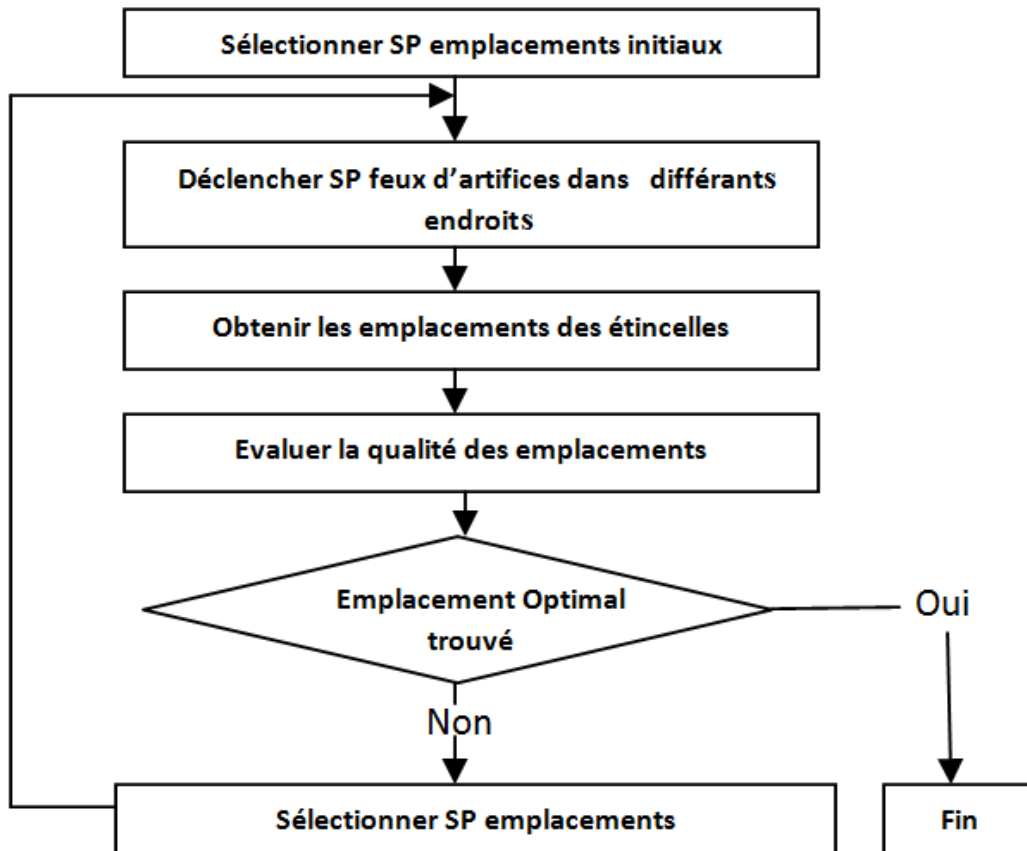 Sélectionner SP emplacements initiaux
Déclencher SP feux d’artifices dans différants
endroits
Obtenir les emplacements des étincelles
Evaluer la qualité des emplacements
Emplacement Optimal
trouvé
Oui
Non
Sélectionner SP emplacements
Fin